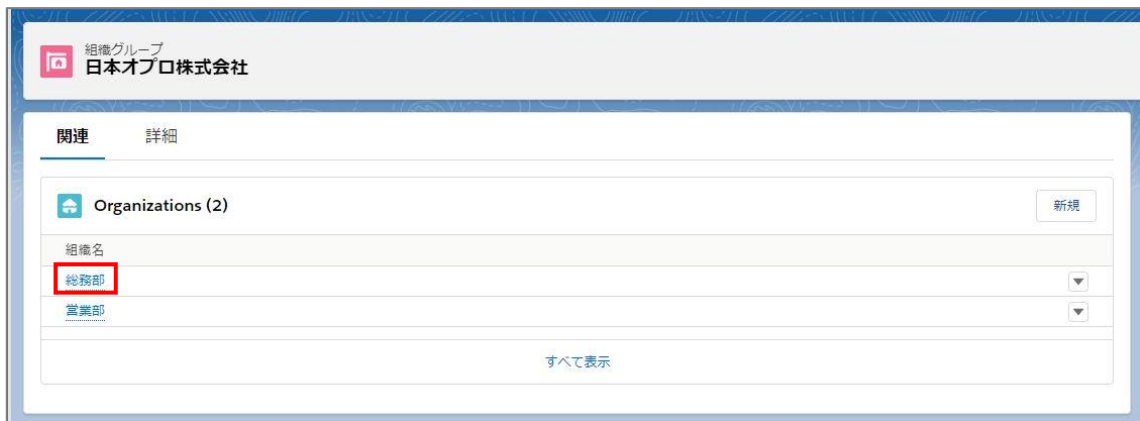 組織グループ
日本オプロ株式会社
関連 詳細
Organizations (2) 新規
組織名
総務部
営業部
すべて表示